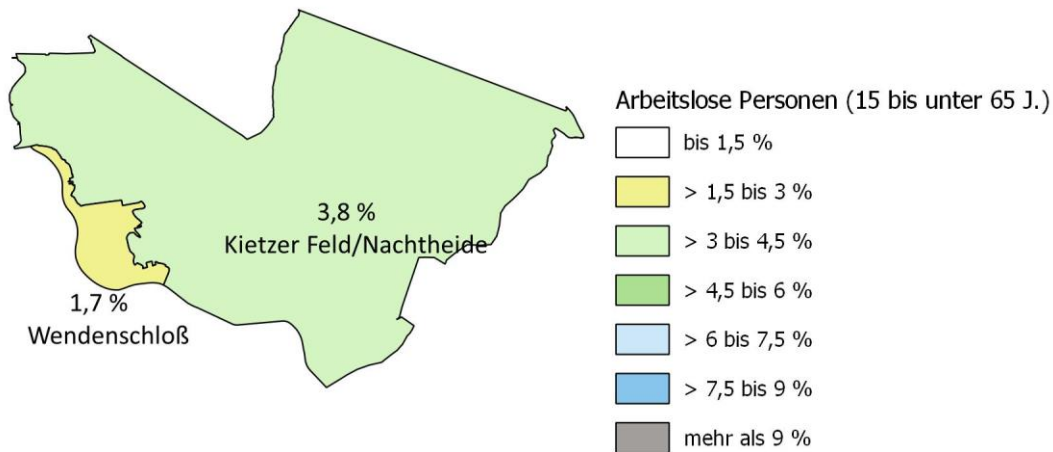 3,8 %
Kietzer Feld/Nachtheide
1,7 %
Wendenschloß
Arbeitslose Personen (15 bis unter 65 J.)
bis 1,5 %
> 1,5 bis 3 %
> 3 bis 4,5 %
> 4,5 bis 6 %
> 6 bis 7,5 %
> 7,5 bis 9 %
mehr als 9 %